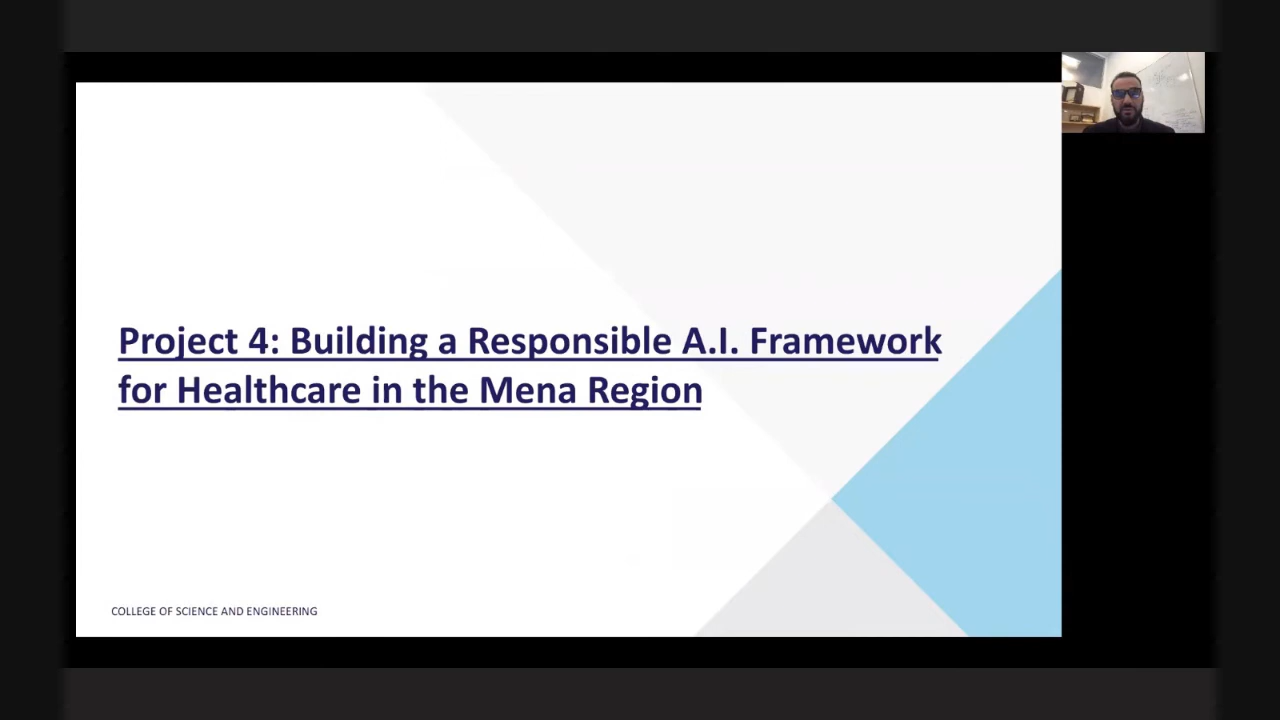 Project 4: Building a Responsible A.I. Framework
for Healthcare in the Mena Region
COLLEGE OF SCIENCE AND ENGINEERING